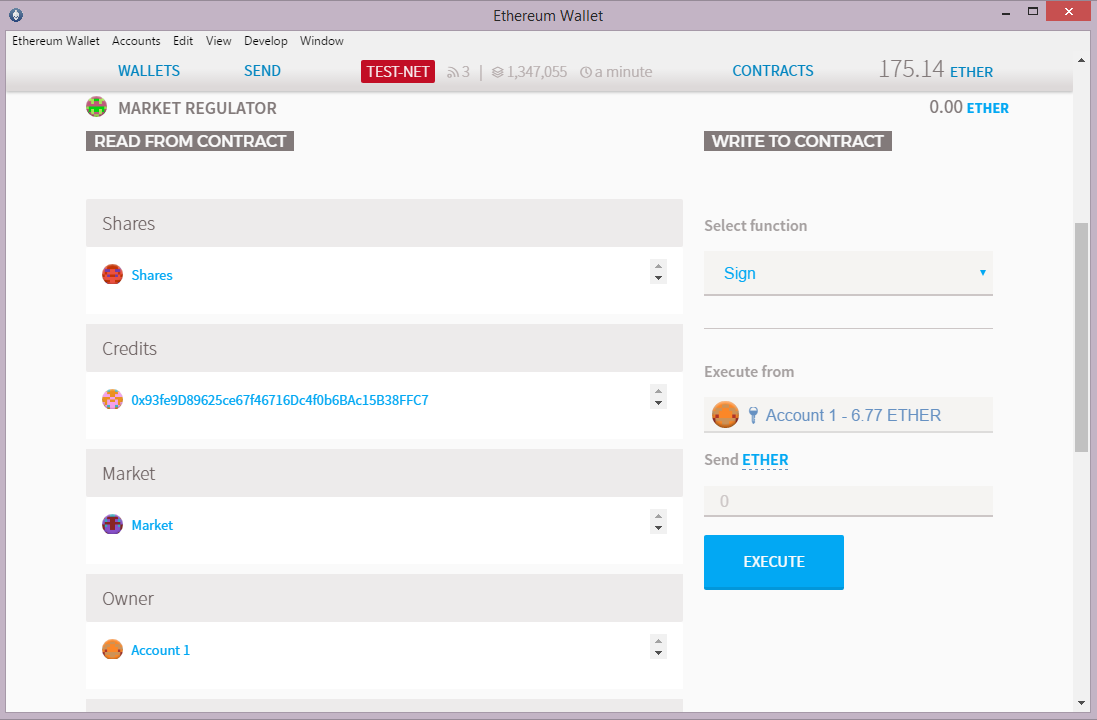 Ethereum Wallet
Ethereum Wallet Accounts Edit View Develop Window
WALLETS SEND TEST-NET 3 | 1,347,055 a minute CONTRACTS 175.14 ETHER
MARKET REGULATOR 0.00 ETHER
READ FROM CONTRACT
Shares
Shares
Credits
0x93fe9D89625ce67f46716Dc4f0b6BAc15B38FFC7
Market
Market
Owner
Account 1
WRITE TO CONTRACT
Select function
Sign
Execute from
Account 1 - 6.77 ETHER
Send ETHER
0
EXECUTE